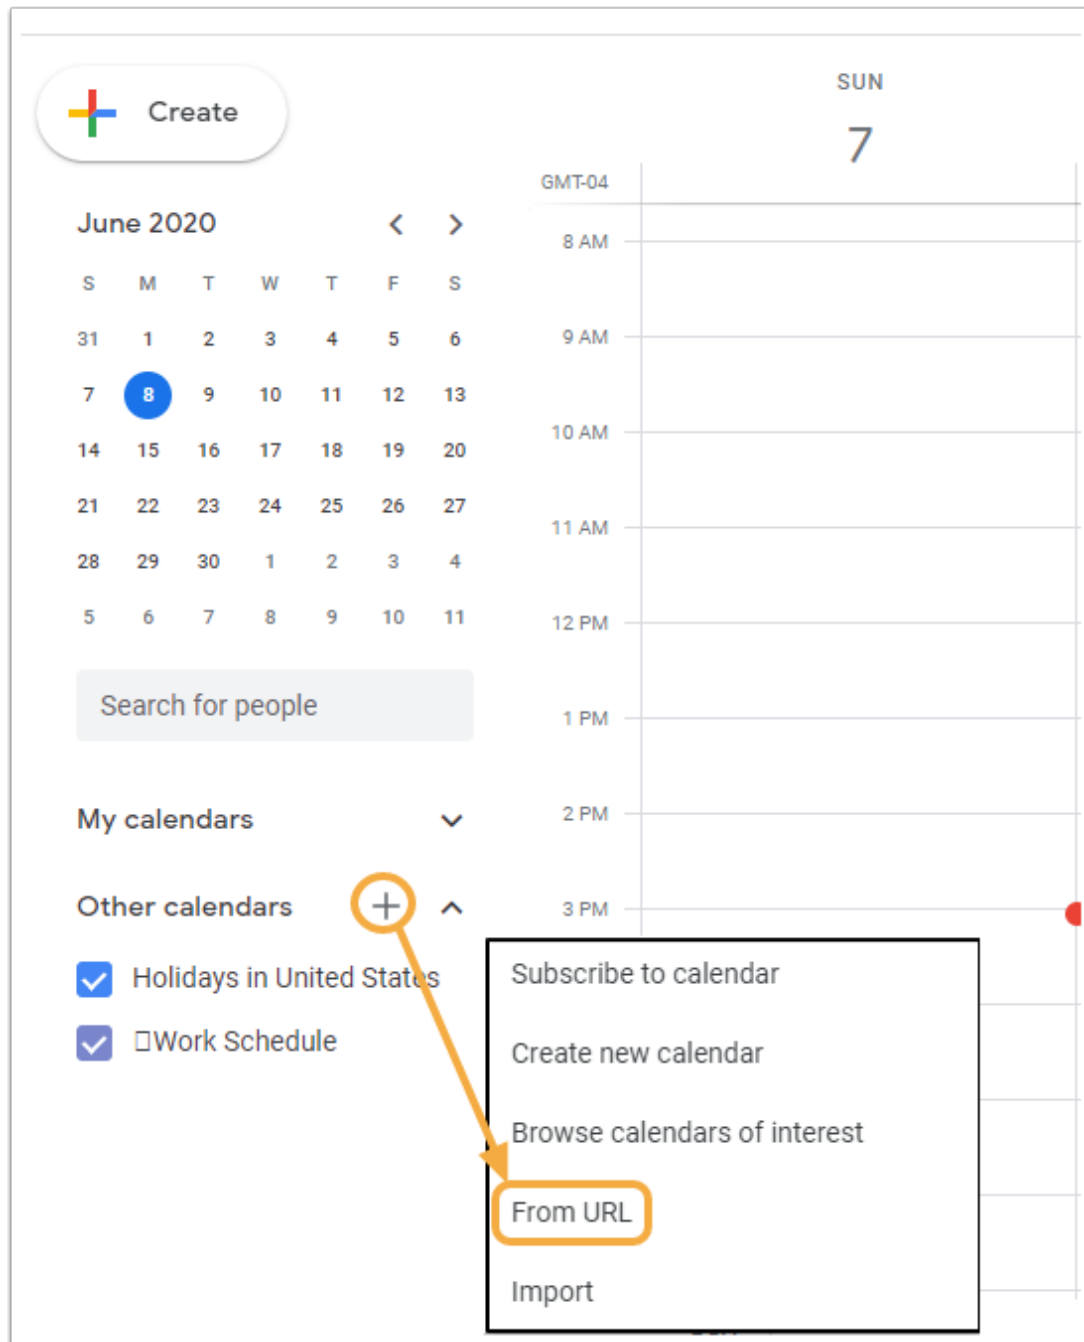 Create
June 2020
S M T W T F S
31 1 2 3 4 5 6
7 8 9 10 11 12 13
14 15 16 17 18 19 20
21 22 23 24 25 26 27
28 29 30 1 2 3 4
5 6 7 8 9 10 11
Search for people
My calendars
Other calendars
Holidays in United States
Work Schedule
SUN
7
GMT-04
8 AM
9 AM
10 AM
11 AM
12 PM
1 PM
2 PM
3 PM
Subscribe to calendar
Create new calendar
Browse calendars of interest
From URL
Import